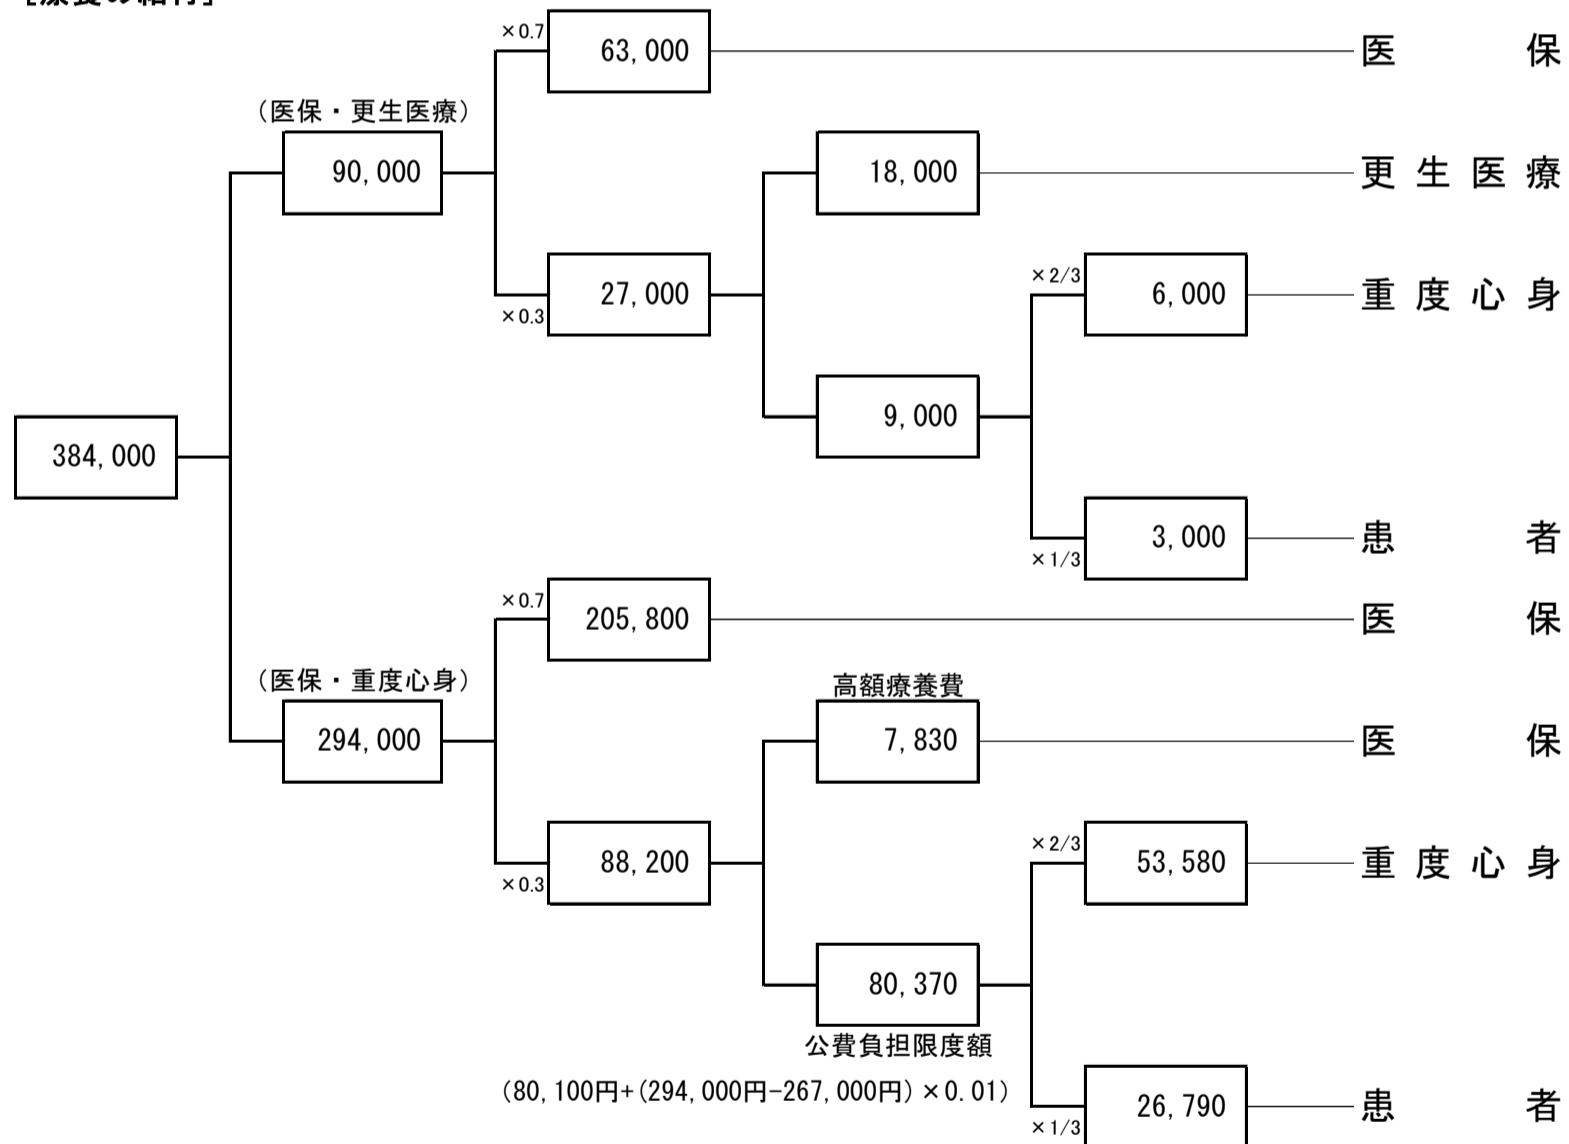 [療養の給付]
×0.7
63,000
医保
(医保・更生医療)
90,000
18,000
更生医療
×0.3
27,000
×2/3
6,000
重度心身
9,000
384,000
×1/3
3,000
患者
×0.7
205,800
医保
(医保・重度心身)
294,000
高額療養費
7,830
医保
×0.3
88,200
×2/3
53,580
重度心身
80,370
公費負担限度額
(80,100円+(294,000円-267,000円)×0.01)
×1/3
26,790
患者